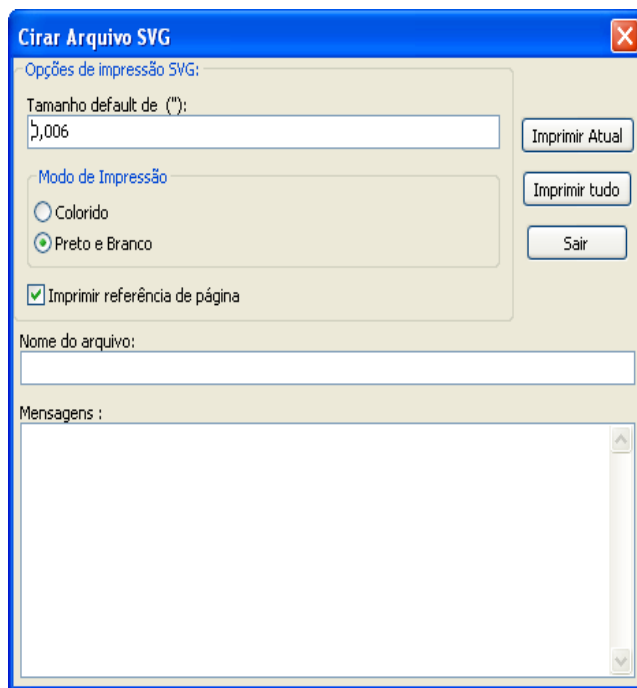 Cirar Arquivo SVG
Opções de impressão SVG:
Tamanho default de ("):
Imprimir Atual
Modo de Impressão
Imprimir tudo
Colorido
Preto e Branco
Sair
Imprimir referência de página
Nome do arquivo:
Mensagens :